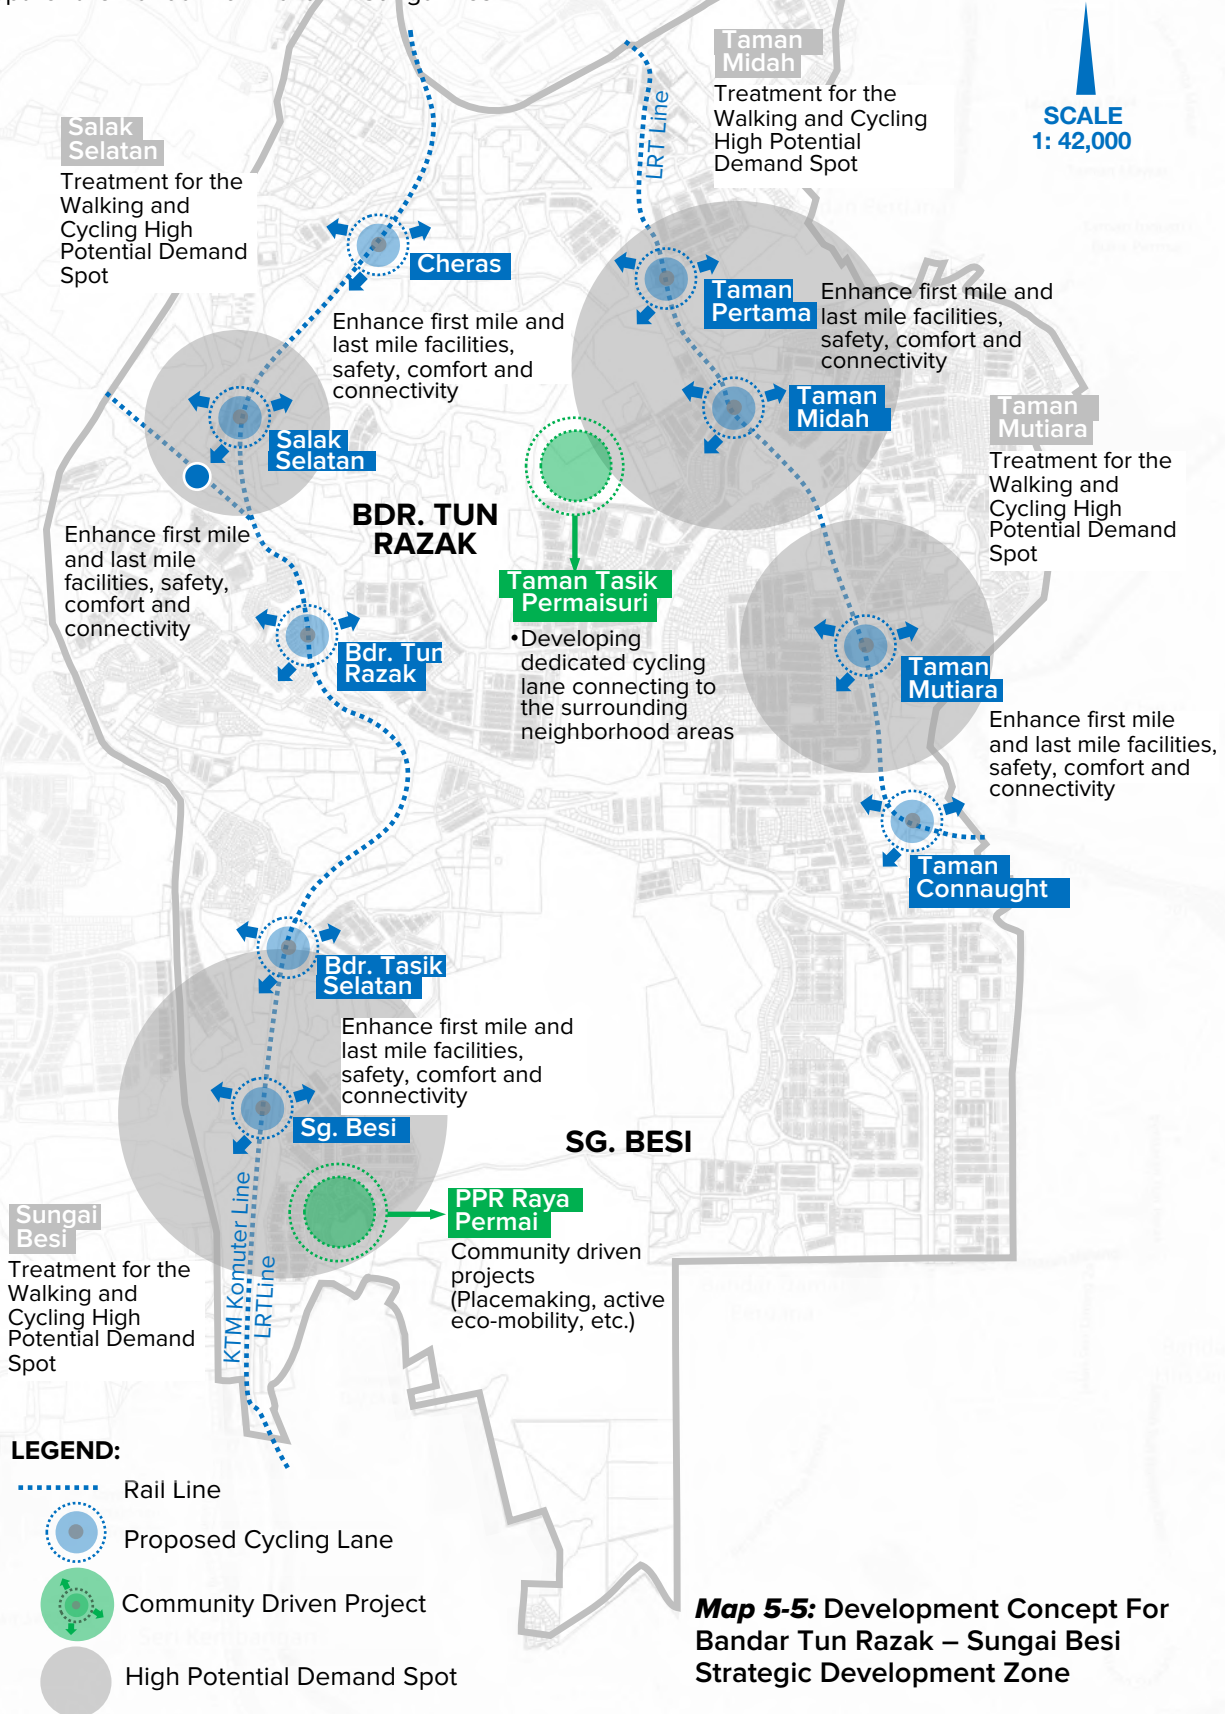 Taman
Midah
Treatment for the
Walking and Cycling
High Potential
Demand Spot
SCALE
1: 42,000
LRT Line
Salak
Selatan
Treatment for the
Walking and
Cycling High
Potential Demand
Spot
Cheras
Enhance first mile and
last mile facilities,
safety, comfort and
connectivity
Taman
Pertama
Enhance first mile and
last mile facilities,
safety, comfort and
connectivity
Taman
Midah
Taman
Mutiara
Treatment for the
Walking and
Cycling High
Potential Demand
Spot
Salak
Selatan
BDR. TUN
RAZAK
Enhance first mile
and last mile
facilities, safety,
comfort and
connectivity
Taman Tasik
Permaisuri
•Developing
dedicated cycling
lane connecting to
the surrounding
neighborhood areas
Bdr. Tun
Razak
Taman
Mutiara
Enhance first mile
and last mile facilities,
safety, comfort and
connectivity
Taman
Connaught
Bdr. Tasik
Selatan
Enhance first mile and
last mile facilities,
safety, comfort and
connectivity
Sg. Besi
SG. BESI
KTM Komuter Line
LRTLine
PPR Raya
Permai
Community driven
projects
(Placemaking, active
eco-mobility, etc.)
Sungai
Besi
Treatment for the
Walking and
Cycling High
Potential Demand
Spot
LEGEND:
Rail Line
Proposed Cycling Lane
Community Driven Project
High Potential Demand Spot
Map 5-5: Development Concept For
Bandar Tun Razak – Sungai Besi
Strategic Development Zone